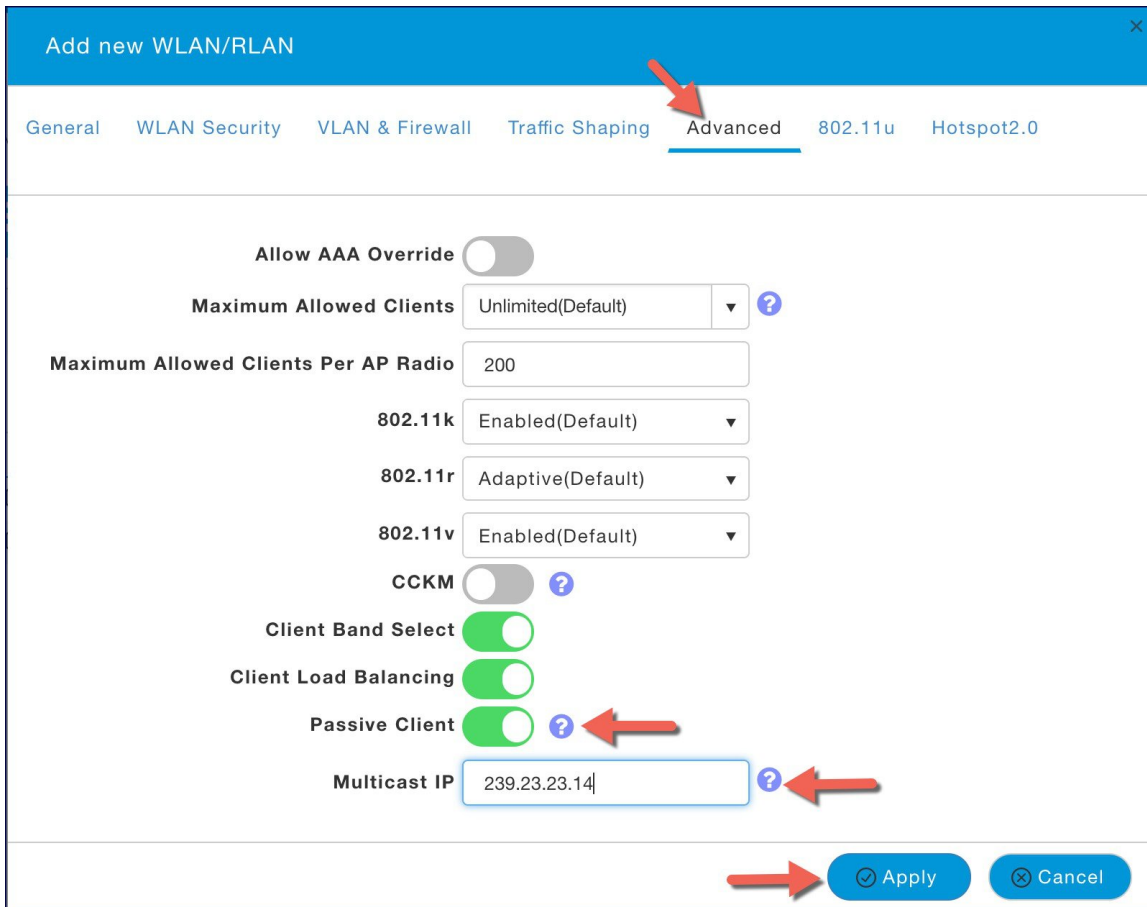 Add new WLAN/RLAN
×
General WLAN Security VLAN & Firewall Traffic Shaping Advanced 802.11u Hotspot2.0
Allow AAA Override
Maximum Allowed Clients Unlimited(Default) ?
Maximum Allowed Clients Per AP Radio 200
802.11k Enabled(Default)
802.11r Adaptive(Default)
802.11v Enabled(Default)
CCKM ?
Client Band Select
Client Load Balancing
Passive Client ?
Multicast IP 239.23.23.14 ?
Apply Cancel